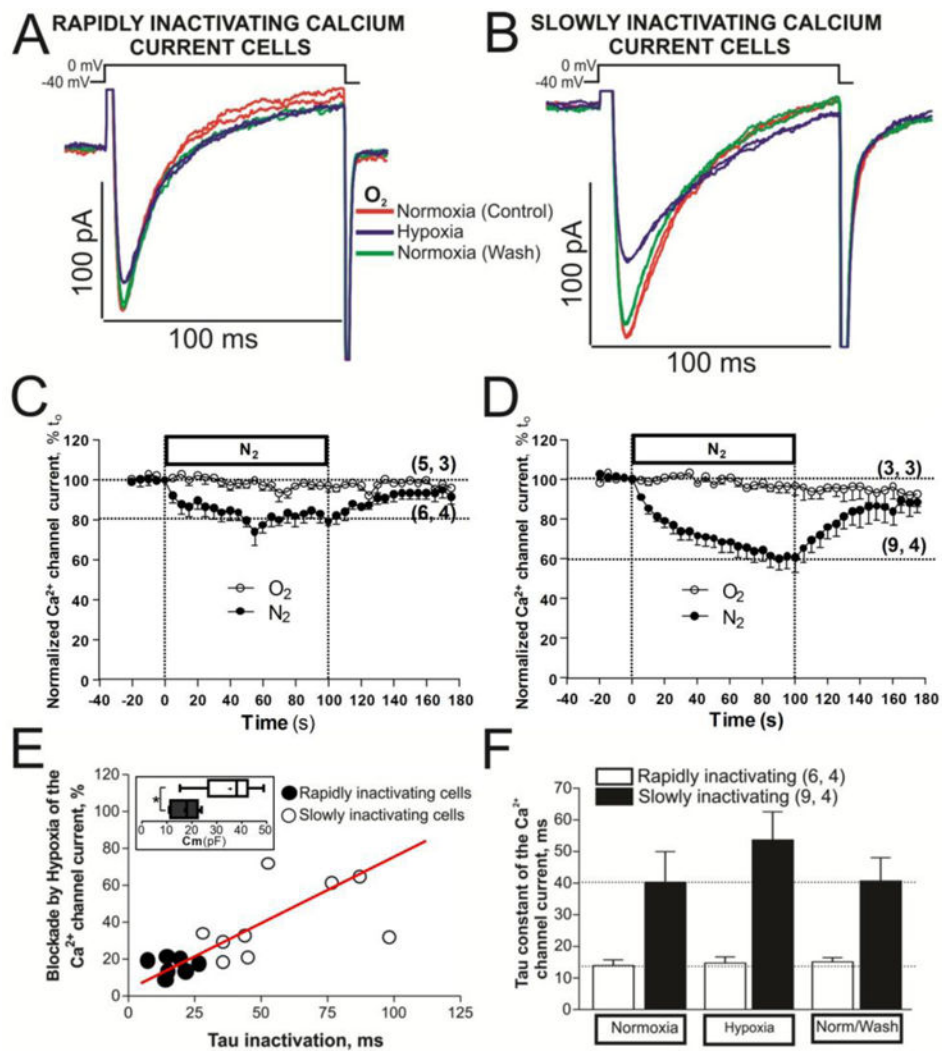 A RAPIDLY INACTIVATING CALCIUM
CURRENT CELLS
0 mV
-40 mV
100 pA
100 ms
O₂
Normoxia (Control)
Hypoxia
Normoxia (Wash)
B SLOWLY INACTIVATING CALCIUM
CURRENT CELLS
0 mV
-40 mV
100 pA
100 ms
C
Normalized Ca²⁺ channel current, % t₀
120
100
80
60
40
20
0
N₂
(5, 3)
(6, 4)
O₂
N₂
-40 -20 0 20 40 60 80 100 120 140 160 180
Time (s)
D
Normalized Ca²⁺ channel current, % t₀
120
100
80
60
40
20
0
N₂
(3, 3)
(9, 4)
O₂
N₂
-40 -20 0 20 40 60 80 100 120 140 160 180
Time (s)
E
Blockade by Hypoxia of the
Ca²⁺ channel current, %
120
100
80
60
40
20
0
*
0 10 20 30 40 50
Cm(pF)
Rapidly inactivating cells
Slowly inactivating cells
0 25 50 75 100 125
Tau inactivation, ms
F
Tau constant of the Ca²⁺
channel current, ms
70
60
50
40
30
20
10
0
Rapidly inactivating (6, 4)
Slowly inactivating (9, 4)
Normoxia
Hypoxia
Norm/Wash